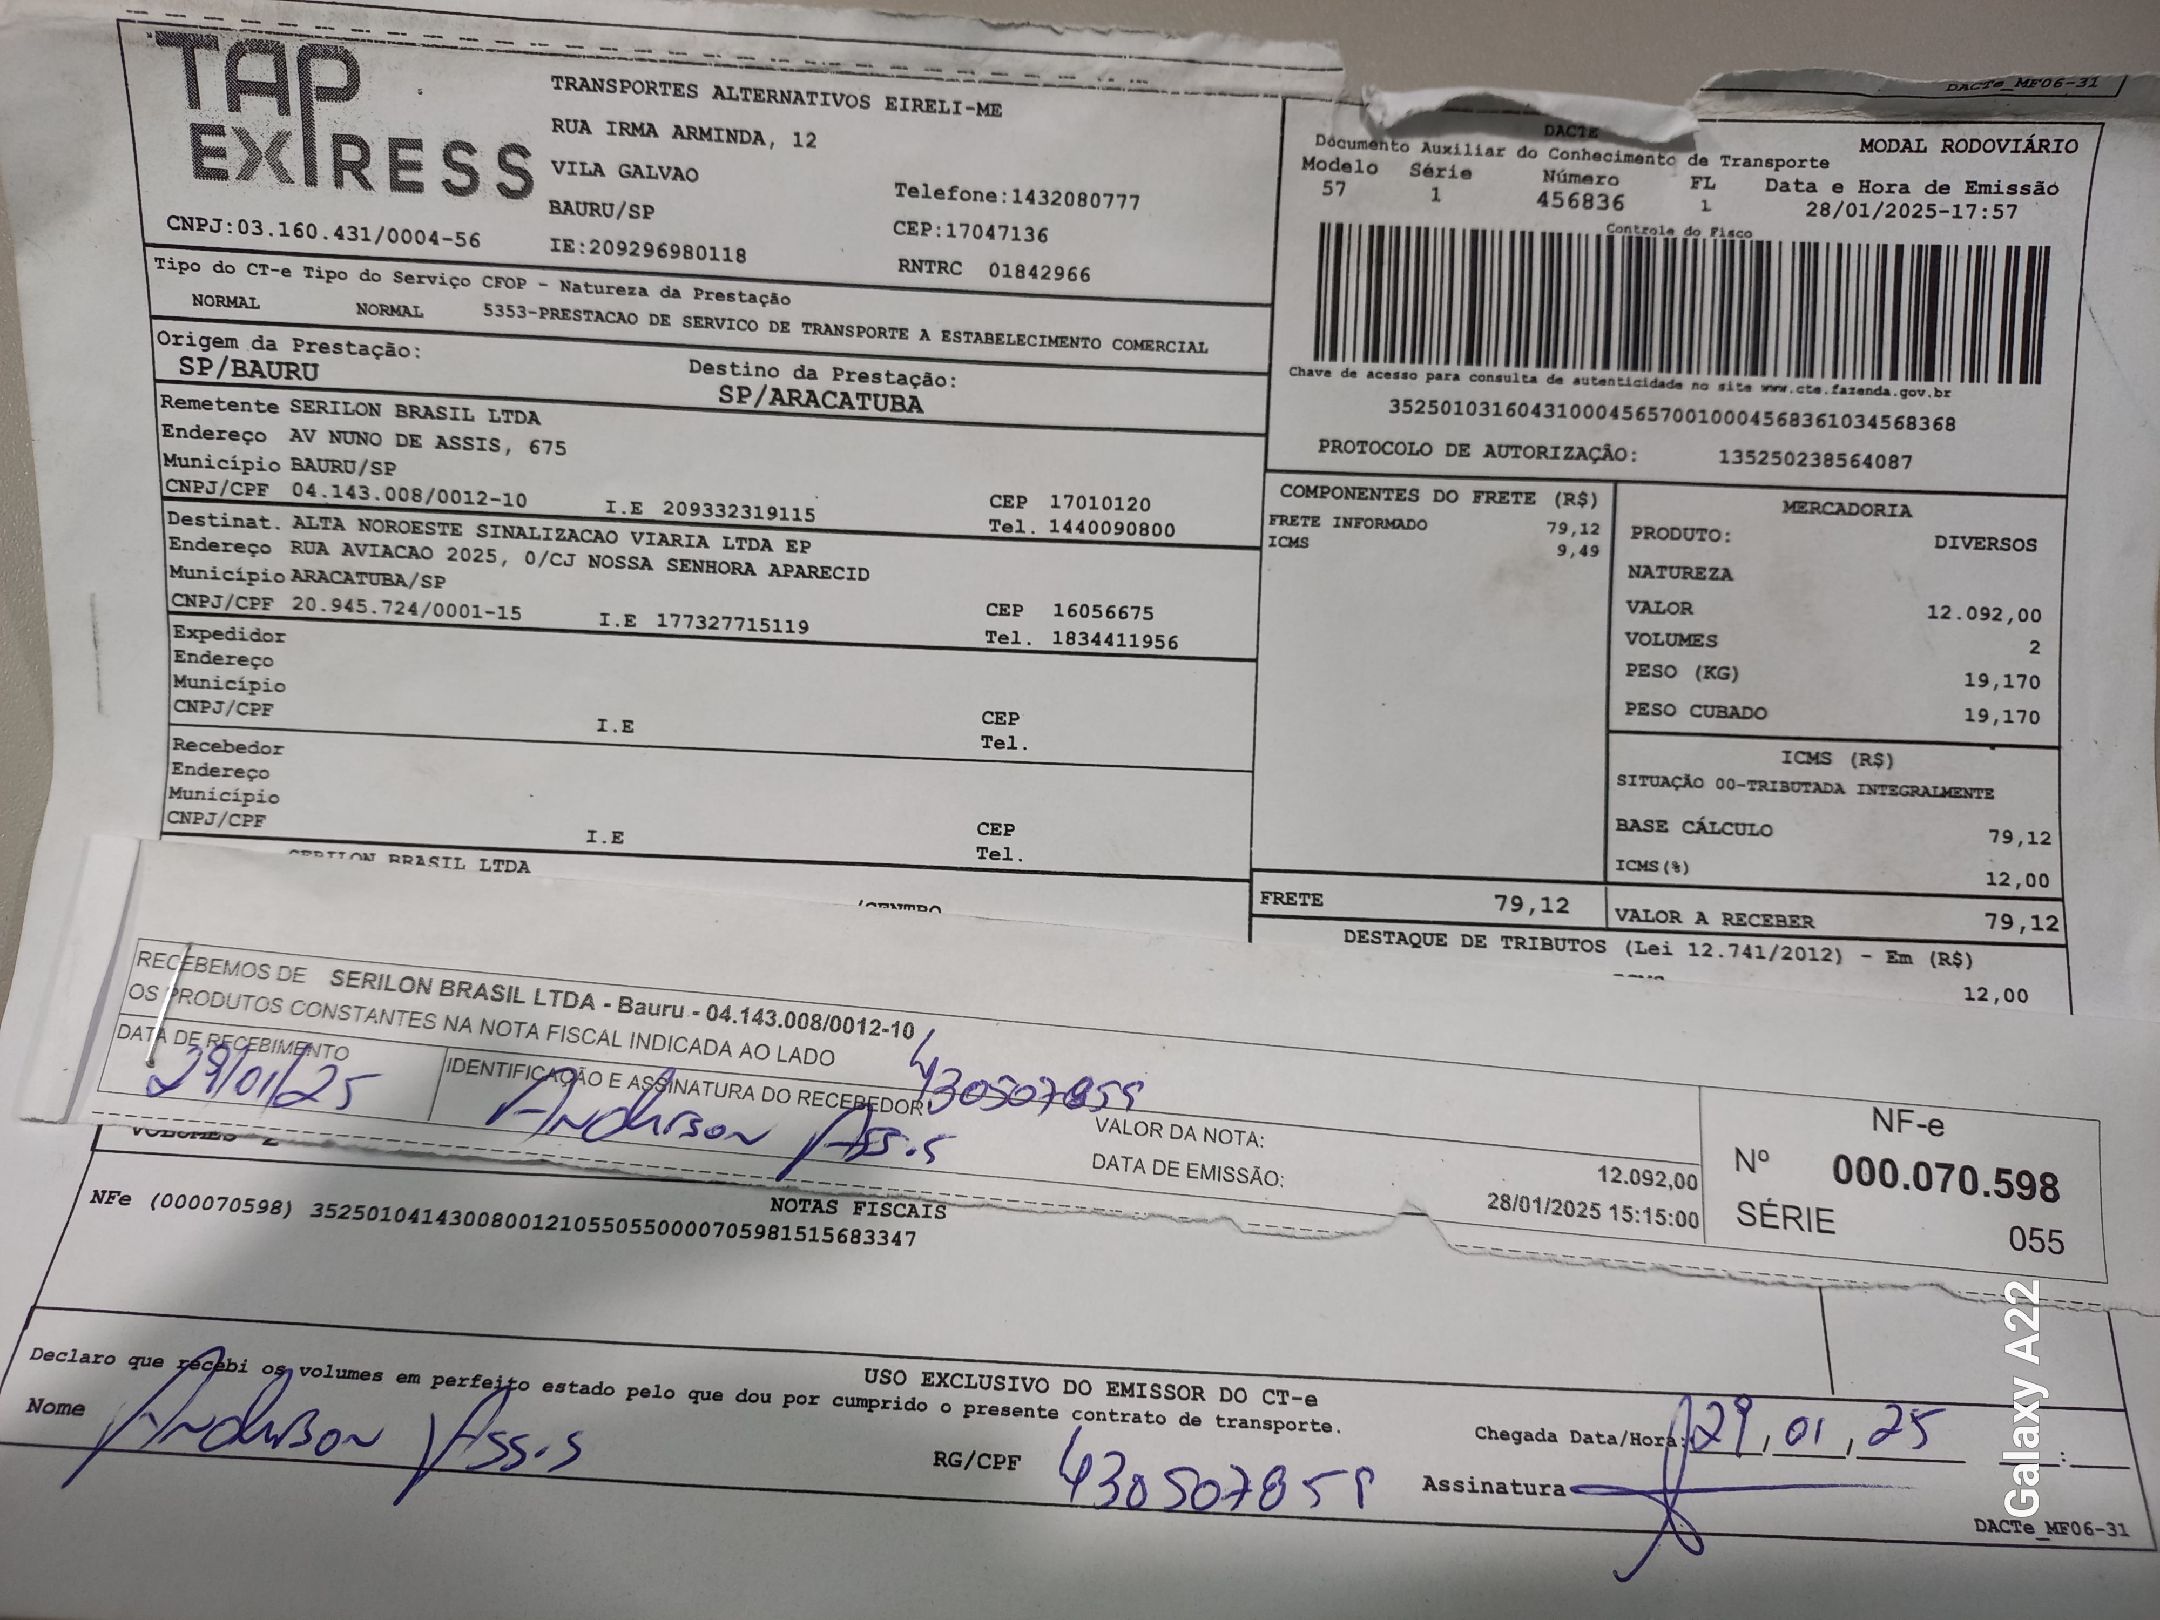 DACTe_MF06-31
TAP EXPRESS
TRANSPORTES ALTERNATIVOS EIRELI-ME
RUA IRMA ARMINDA, 12
VILA GALVAO
BAURU/SP
Telefone:1432080777
CEP:17047136
CNPJ:03.160.431/0004-56
IE:209296980118
RNTRC 01842966
DACTE
Documento Auxiliar do Conhecimento de Transporte
MODAL RODOVIÁRIO
Modelo Série Número FL Data e Hora de Emissão
57 1 456836 1 28/01/2025-17:57
Controle do Fisco
Chave de acesso para consulta de autenticidade no site www.cte.fazenda.gov.br
35250103160431000456570010004568361034568368
PROTOCOLO DE AUTORIZAÇÃO: 135250238564087
Tipo do CT-e Tipo do Serviço CFOP - Natureza da Prestação
NORMAL NORMAL 5353-PRESTACAO DE SERVICO DE TRANSPORTE A ESTABELECIMENTO COMERCIAL
Origem da Prestação:
SP/BAURU
Destino da Prestação:
SP/ARACATUBA
Remetente SERILON BRASIL LTDA
Endereço AV NUNO DE ASSIS, 675
Município BAURU/SP
CNPJ/CPF 04.143.008/0012-10 I.E 209332319115
CEP 17010120
Tel. 1440090800
Destinat. ALTA NOROESTE SINALIZACAO VIARIA LTDA EP
Endereço RUA AVIACAO 2025, 0/CJ NOSSA SENHORA APARECID
Município ARACATUBA/SP
CNPJ/CPF 20.945.724/0001-15 I.E 177327715119
CEP 16056675
Tel. 1834411956
Expedidor
Endereço
Município
CNPJ/CPF I.E
CEP
Tel.
Recebedor
Endereço
Município
CNPJ/CPF I.E
CEP
Tel.
SERILON BRASIL LTDA
/CENTRO
COMPONENTES DO FRETE (R$)
FRETE INFORMADO 79,12
ICMS 9,49
MERCADORIA
PRODUTO: DIVERSOS
NATUREZA
VALOR 12.092,00
VOLUMES 2
PESO (KG) 19,170
PESO CUBADO 19,170
ICMS (R$)
SITUAÇÃO 00-TRIBUTADA INTEGRALMENTE
BASE CÁLCULO 79,12
ICMS(%) 12,00
FRETE 79,12
VALOR A RECEBER 79,12
DESTAQUE DE TRIBUTOS (Lei 12.741/2012) - Em (R$)
12,00
RECEBEMOS DE SERILON BRASIL LTDA - Bauru - 04.143.008/0012-10
OS PRODUTOS CONSTANTES NA NOTA FISCAL INDICADA AO LADO
DATA DE RECEBIMENTO
29/01/25
IDENTIFICAÇÃO E ASSINATURA DO RECEBEDOR
430507859
Anderson Assis
VALOR DA NOTA: 12.092,00
DATA DE EMISSÃO: 28/01/2025 15:15:00
NF-e
Nº 000.070.598
SÉRIE 055
VOLUMES 2
NOTAS FISCAIS
NFe (000070598) 35250104143008001210550550000705981515683347
USO EXCLUSIVO DO EMISSOR DO CT-e
Declaro que recebi os volumes em perfeito estado pelo que dou por cumprido o presente contrato de transporte.
Nome Anderson Assis
RG/CPF 430507859
Chegada Data/Hora: 29, 01, 25 :
Assinatura
DACTe_MF06-31
Galaxy A22